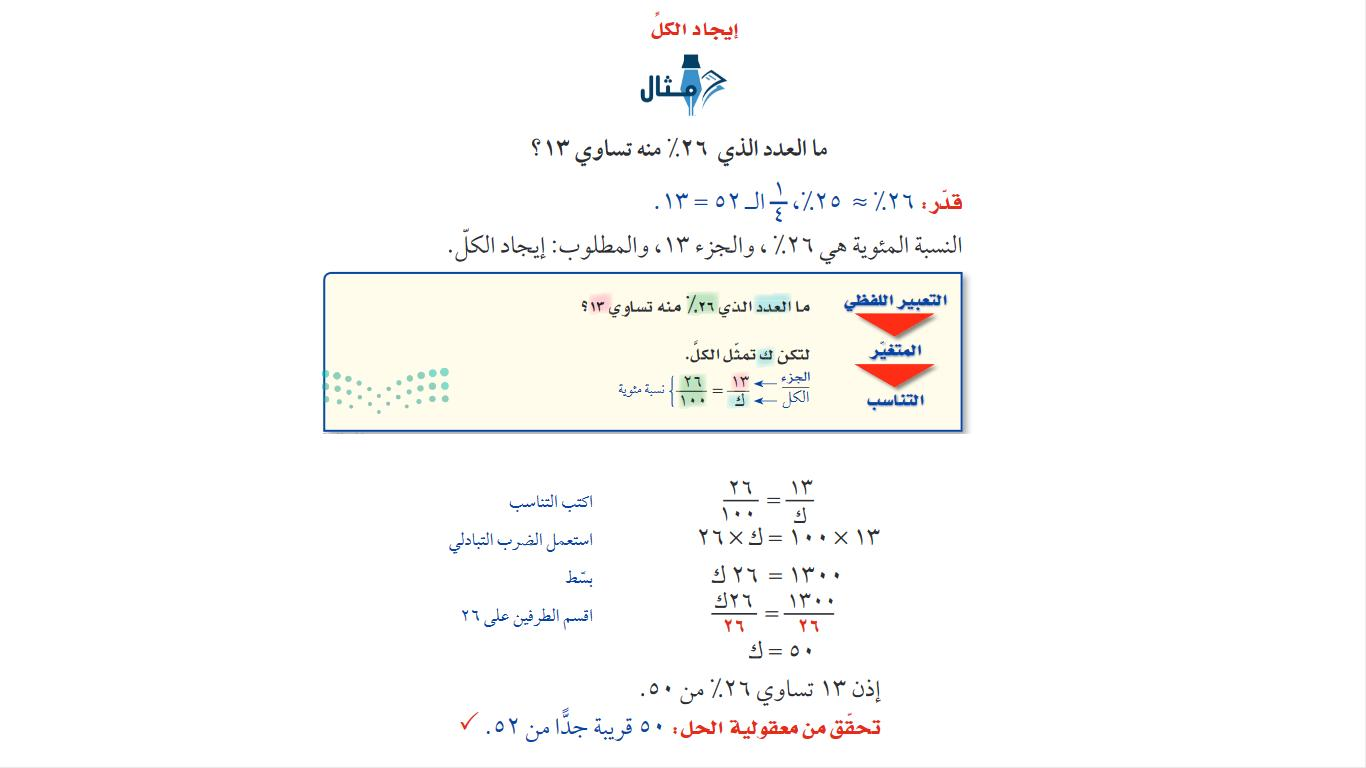 إيجاد الكلِّ
مثال
ما العدد الذي ٢٦٪ منه تساوي ١٣؟
قدّر: ٢٦٪ ≈ ٢٥٪، ١/٤ الـ ٥٢ = ١٣.
النسبة المئوية هي ٢٦٪، والجزء ١٣، والمطلوب: إيجاد الكلّ.
التعبير اللفظي ما العدد الذي ٢٦٪ منه تساوي ١٣؟
المتغيّر لتكن ك تمثّل الكلَّ.
التناسب الجزء/الكل ← ١٣/ك = ٢٦/١٠٠ } نسبة مئوية
١٣/ك = ٢٦/١٠٠ اكتب التناسب
١٣ × ١٠٠ = ك × ٢٦ استعمل الضرب التبادلي
١٣٠٠ = ٢٦ ك بسّط
١٣٠٠/٢٦ = ٢٦ك/٢٦ اقسم الطرفين على ٢٦
٥٠ = ك
إذن ١٣ تساوي ٢٦٪ من ٥٠.
تحقّق من معقولية الحل: ٥٠ قريبة جدًّا من ٥٢. ✓